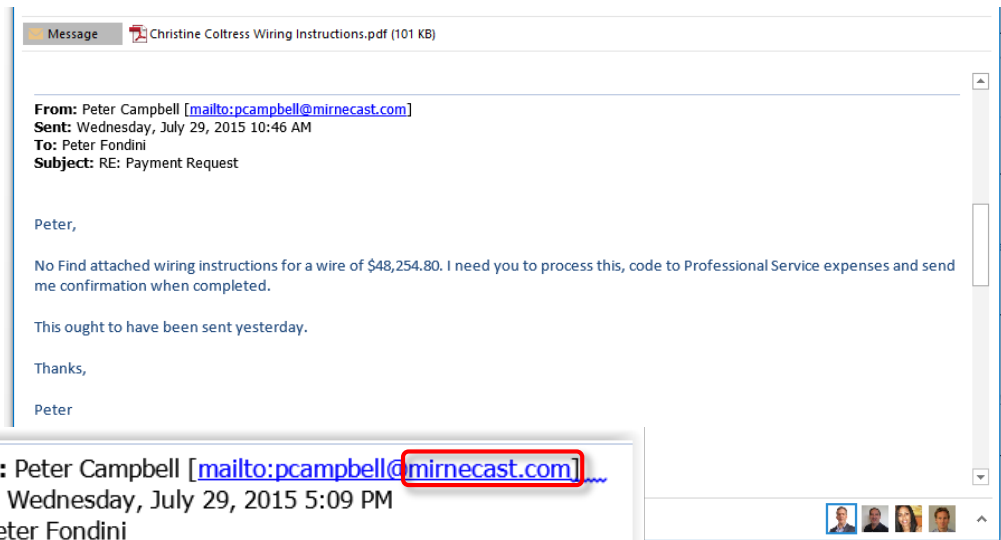 Message Christine Coltress Wiring Instructions.pdf (101 KB)
From: Peter Campbell [mailto:pcampbell@mirnecast.com]
Sent: Wednesday, July 29, 2015 10:46 AM
To: Peter Fondini
Subject: RE: Payment Request
Peter,
No Find attached wiring instructions for a wire of $48,254.80. I need you to process this, code to Professional Service expenses and send
me confirmation when completed.
This ought to have been sent yesterday.
Thanks,
Peter
: Peter Campbell [mailto:pcampbell@mirnecast.com]
Wednesday, July 29, 2015 5:09 PM
eter Fondini